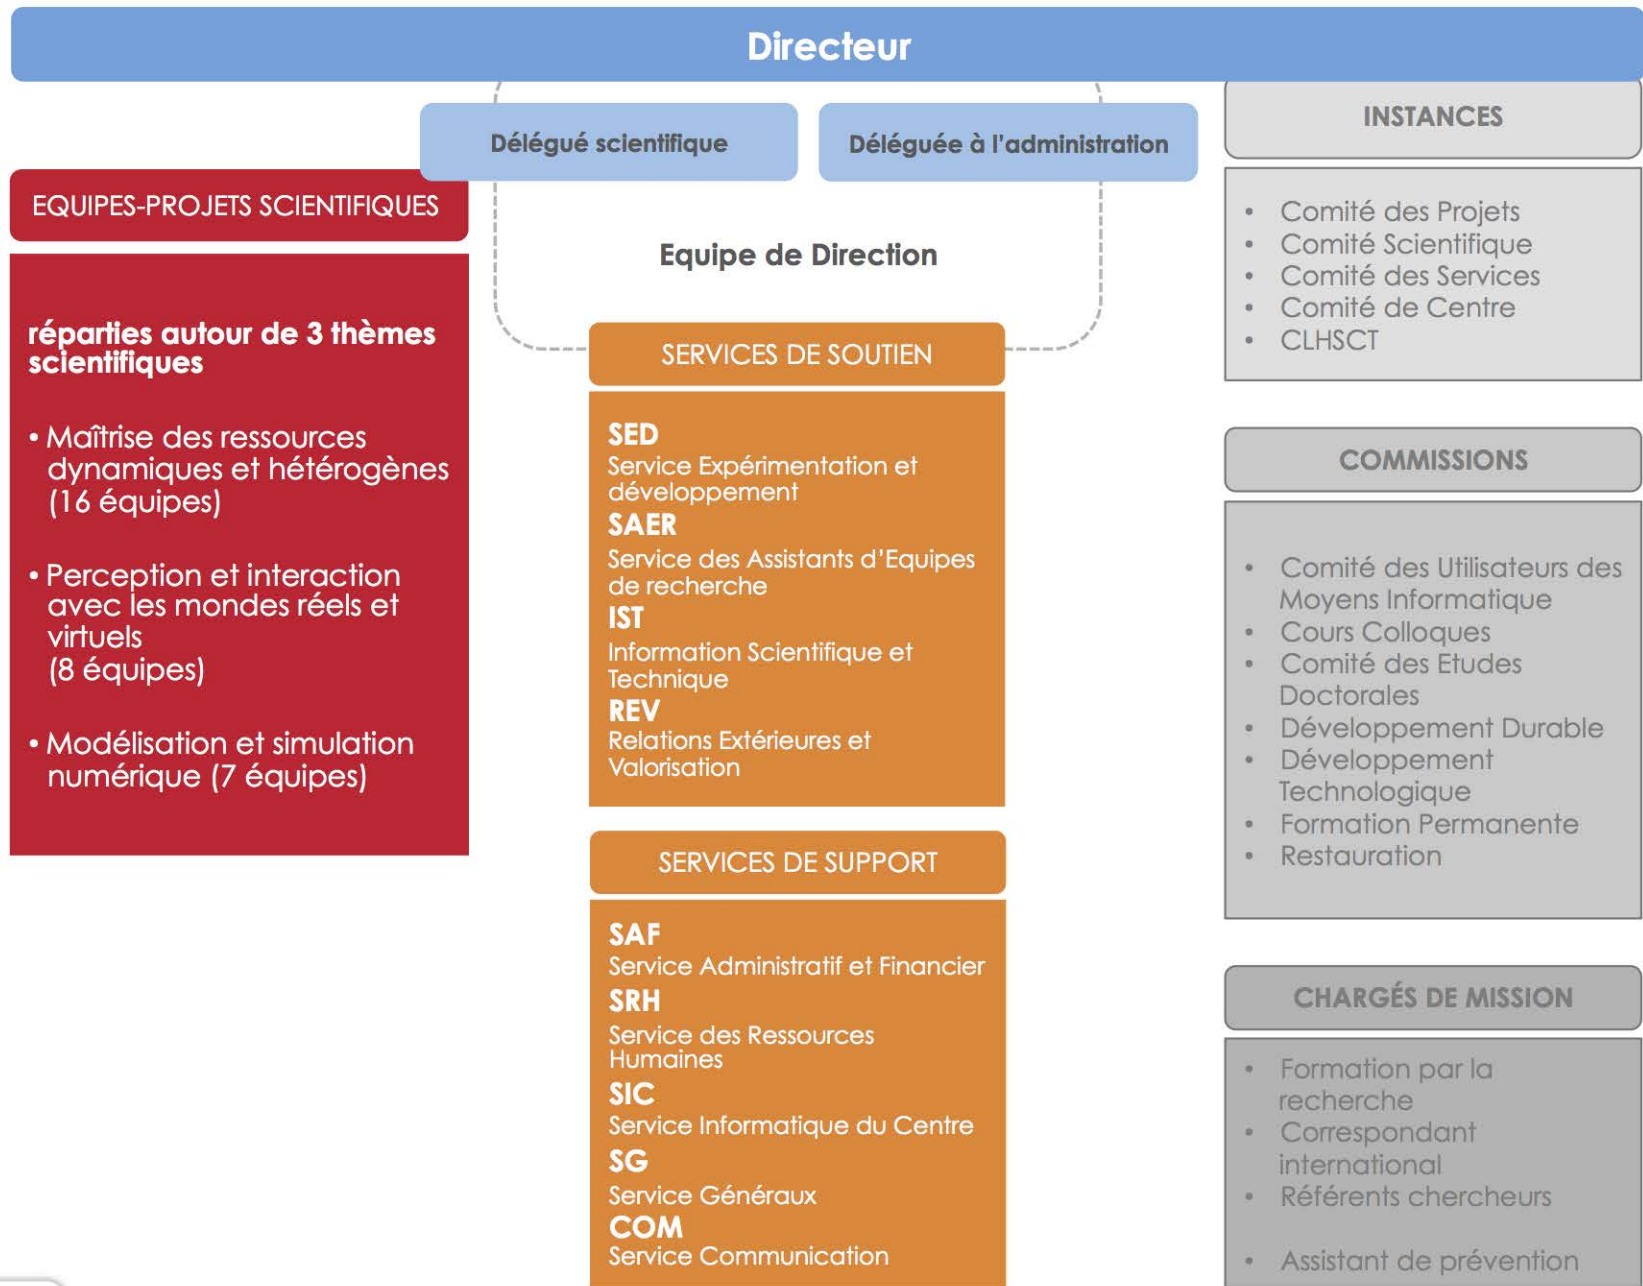 Directeur
Délégué scientifique
Déléguée à l'administration
Equipe de Direction
EQUIPES-PROJETS SCIENTIFIQUES
réparties autour de 3 thèmes
scientifiques
• Maîtrise des ressources
dynamiques et hétérogènes
(16 équipes)
• Perception et interaction
avec les mondes réels et
virtuels
(8 équipes)
• Modélisation et simulation
numérique (7 équipes)
SERVICES DE SOUTIEN
SED
Service Expérimentation et
développement
SAER
Service des Assistants d'Equipes
de recherche
IST
Information Scientifique et
Technique
REV
Relations Extérieures et
Valorisation
SERVICES DE SUPPORT
SAF
Service Administratif et Financier
SRH
Service des Ressources
Humaines
SIC
Service Informatique du Centre
SG
Service Généraux
COM
Service Communication
INSTANCES
• Comité des Projets
• Comité Scientifique
• Comité des Services
• Comité de Centre
• CLHSCT
COMMISSIONS
• Comité des Utilisateurs des
Moyens Informatique
• Cours Colloques
• Comité des Etudes
Doctorales
• Développement Durable
• Développement
Technologique
• Formation Permanente
• Restauration
CHARGÉS DE MISSION
• Formation par la
recherche
• Correspondant
international
• Référents chercheurs
• Assistant de prévention